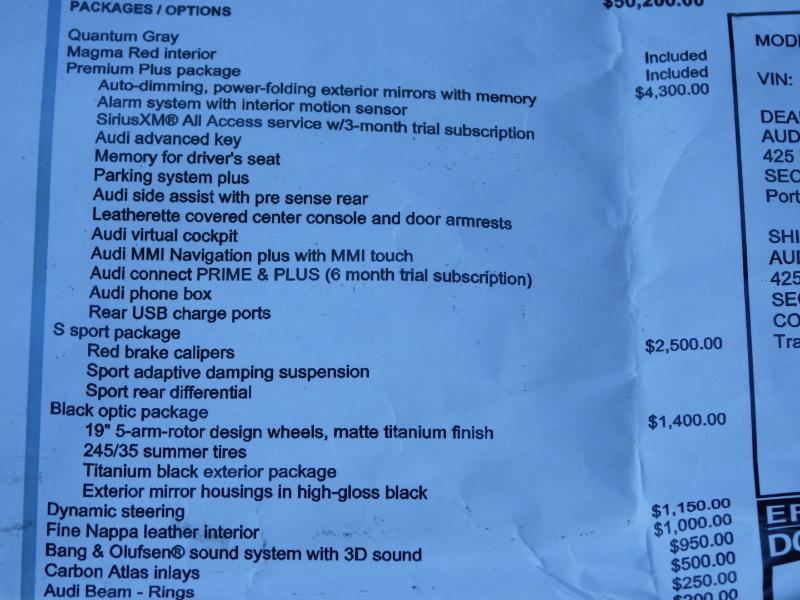 PACKAGES / OPTIONS
$50,200.00
Quantum Gray
Included
Magma Red interior
Included
Premium Plus package
$4,300.00
Auto-dimming, power-folding exterior mirrors with memory
Alarm system with interior motion sensor
SiriusXM® All Access service w/3-month trial subscription
Audi advanced key
Memory for driver's seat
Parking system plus
Audi side assist with pre sense rear
Leatherette covered center console and door armrests
Audi virtual cockpit
Audi MMI Navigation plus with MMI touch
Audi connect PRIME & PLUS (6 month trial subscription)
Audi phone box
Rear USB charge ports
S sport package
$2,500.00
Red brake calipers
Sport adaptive damping suspension
Sport rear differential
Black optic package
$1,400.00
19" 5-arm-rotor design wheels, matte titanium finish
245/35 summer tires
Titanium black exterior package
Exterior mirror housings in high-gloss black
Dynamic steering
$1,150.00
Fine Nappa leather interior
$1,000.00
Bang & Olufsen® sound system with 3D sound
$950.00
Carbon Atlas inlays
$500.00
Audi Beam - Rings
$250.00
VIN:
425
425